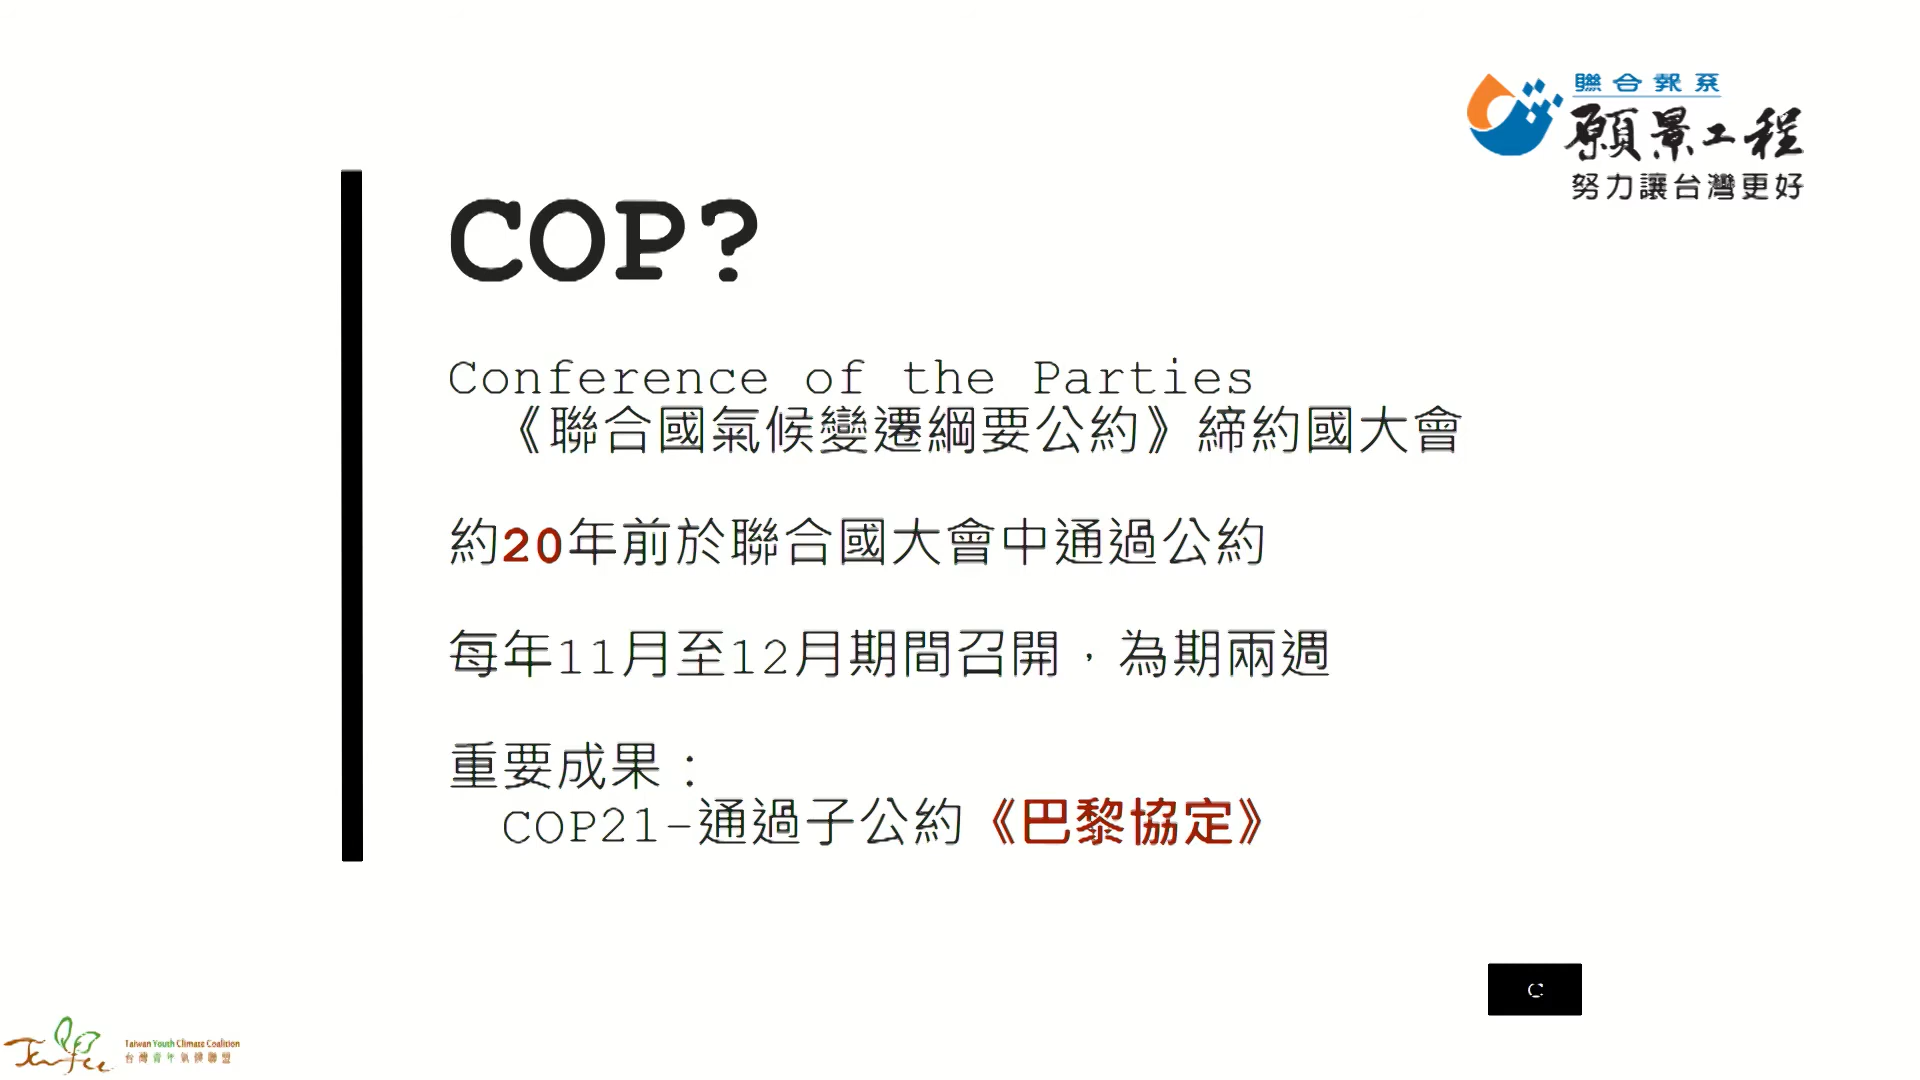 聯合報系
願景工程
努力讓台灣更好
COP?
Conference of the Parties
《聯合國氣候變遷綱要公約》締約國大會
約20年前於聯合國大會中通過公約
每年11月至12月期間召開，為期兩週
重要成果：
COP21-通過子公約《巴黎協定》
Taiwan Youth Climate Coalition
台灣青年氣候聯盟